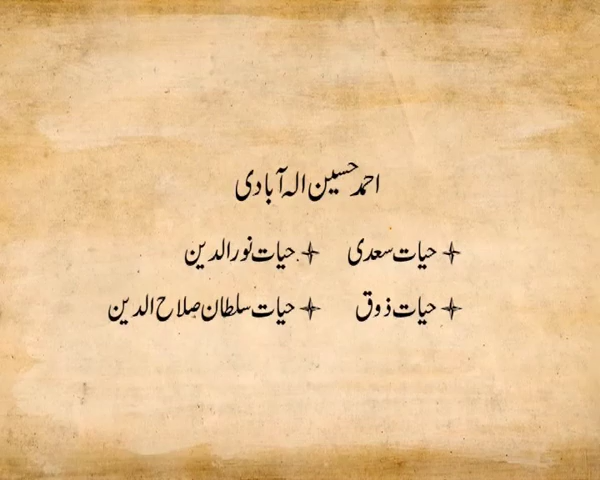 احمد حسین الہ آبادی
حیات سعدی حیات نورالدین
حیات ذوق حیات سلطان صلاح الدین